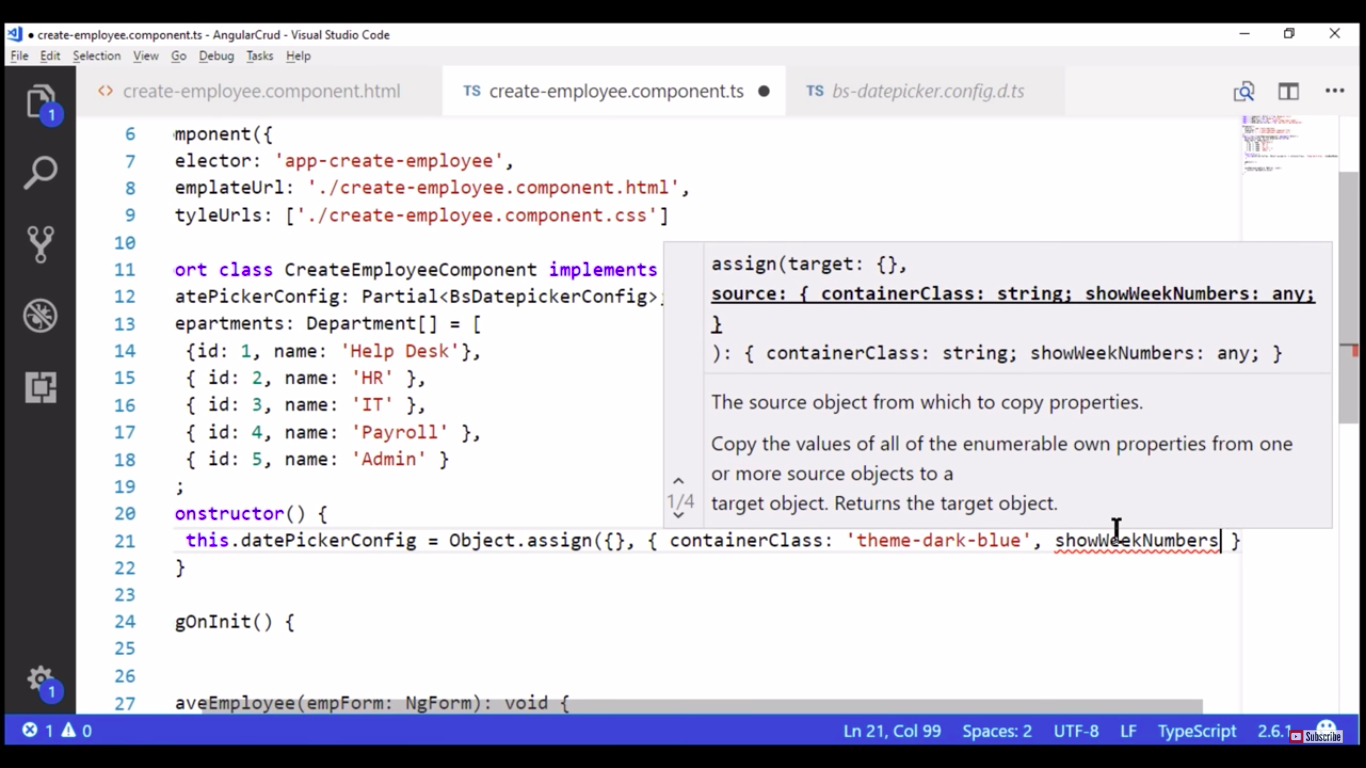 ● create-employee.component.ts - AngularCrud - Visual Studio Code
File Edit Selection View Go Debug Tasks Help
<> create-employee.component.html TS create-employee.component.ts ● TS bs-datepicker.config.d.ts
1
6 mponent({
7 elector: 'app-create-employee',
8 emplateUrl: './create-employee.component.html',
9 tyleUrls: ['./create-employee.component.css']
10
11 ort class CreateEmployeeComponent implements
12 atePickerConfig: Partial<BsDatepickerConfig>;
13 epartments: Department[] = [
14 {id: 1, name: 'Help Desk'},
15 { id: 2, name: 'HR' },
16 { id: 3, name: 'IT' },
17 { id: 4, name: 'Payroll' },
18 { id: 5, name: 'Admin' }
19 ;
20 onstructor() {
21 this.datePickerConfig = Object.assign({}, { containerClass: 'theme-dark-blue', showWeekNumbers }
22 }
23
24 gOnInit() {
25
26
27 aveEmployee(empForm: NgForm): void {
assign(target: {},
source: { containerClass: string; showWeekNumbers: any;
}
): { containerClass: string; showWeekNumbers: any; }
The source object from which to copy properties.
Copy the values of all of the enumerable own properties from one
or more source objects to a
1/4
target object. Returns the target object.
1
1 0 Ln 21, Col 99 Spaces: 2 UTF-8 LF TypeScript 2.6.1
Subscribe